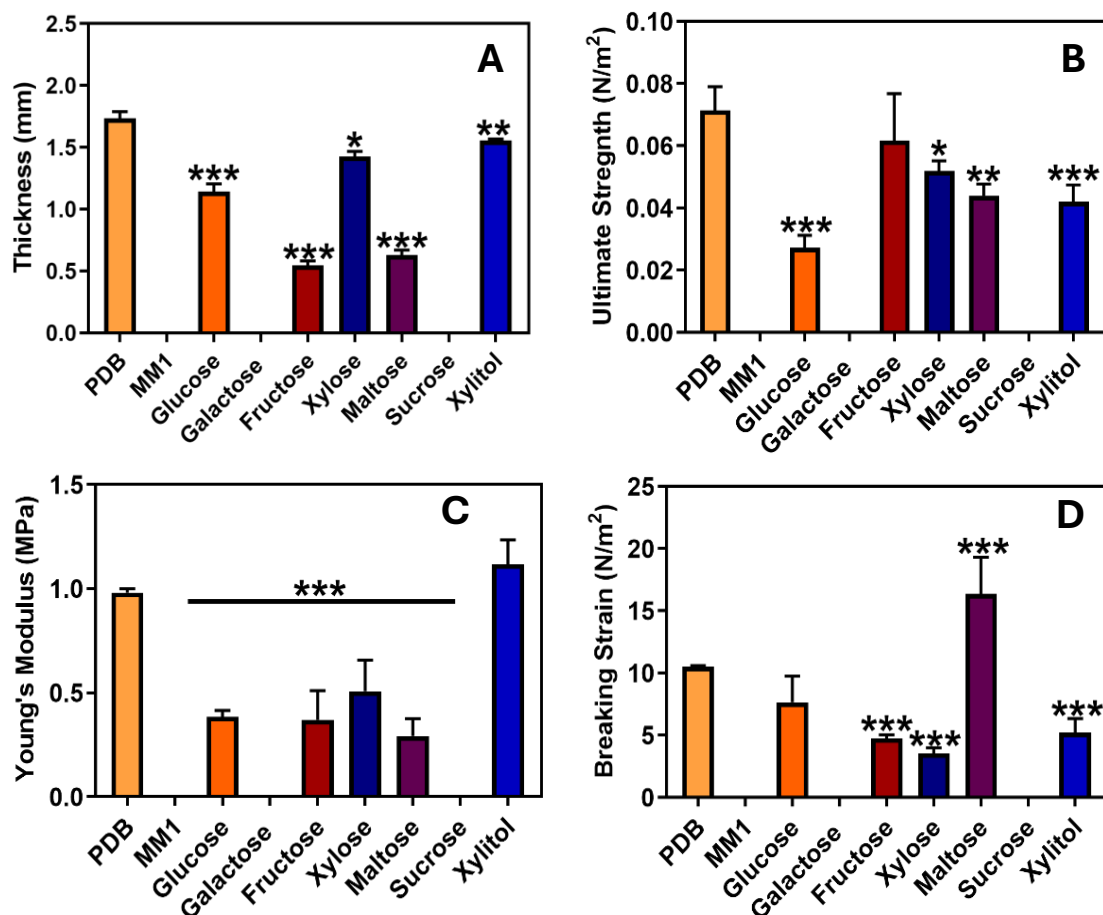 A
Thickness (mm)
2.5
2.0
1.5
1.0
0.5
0.0
***
***
*
***
**
PDB
MM1
Glucose
Galactose
Fructose
Xylose
Maltose
Sucrose
Xylitol
B
Ultimate Stregnth (N/m²)
0.10
0.08
0.06
0.04
0.02
0.00
***
*
**
***
PDB
MM1
Glucose
Galactose
Fructose
Xylose
Maltose
Sucrose
Xylitol
C
Young's Modulus (MPa)
1.5
1.0
0.5
0.0
***
PDB
MM1
Glucose
Galactose
Fructose
Xylose
Maltose
Sucrose
Xylitol
D
Breaking Strain (N/m²)
25
20
15
10
5
0
***
***
***
***
PDB
MM1
Glucose
Galactose
Fructose
Xylose
Maltose
Sucrose
Xylitol